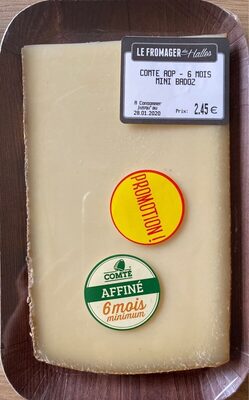 LE FROMAGER des Halles
COMTE AOP - 6 MOIS
MINI BADOZ
A Consommer
jusqu'au
28.01.2020
Prix: 2.45 €
PROMOTION !
COMTÉ
AFFINÉ
6 mois
minimum